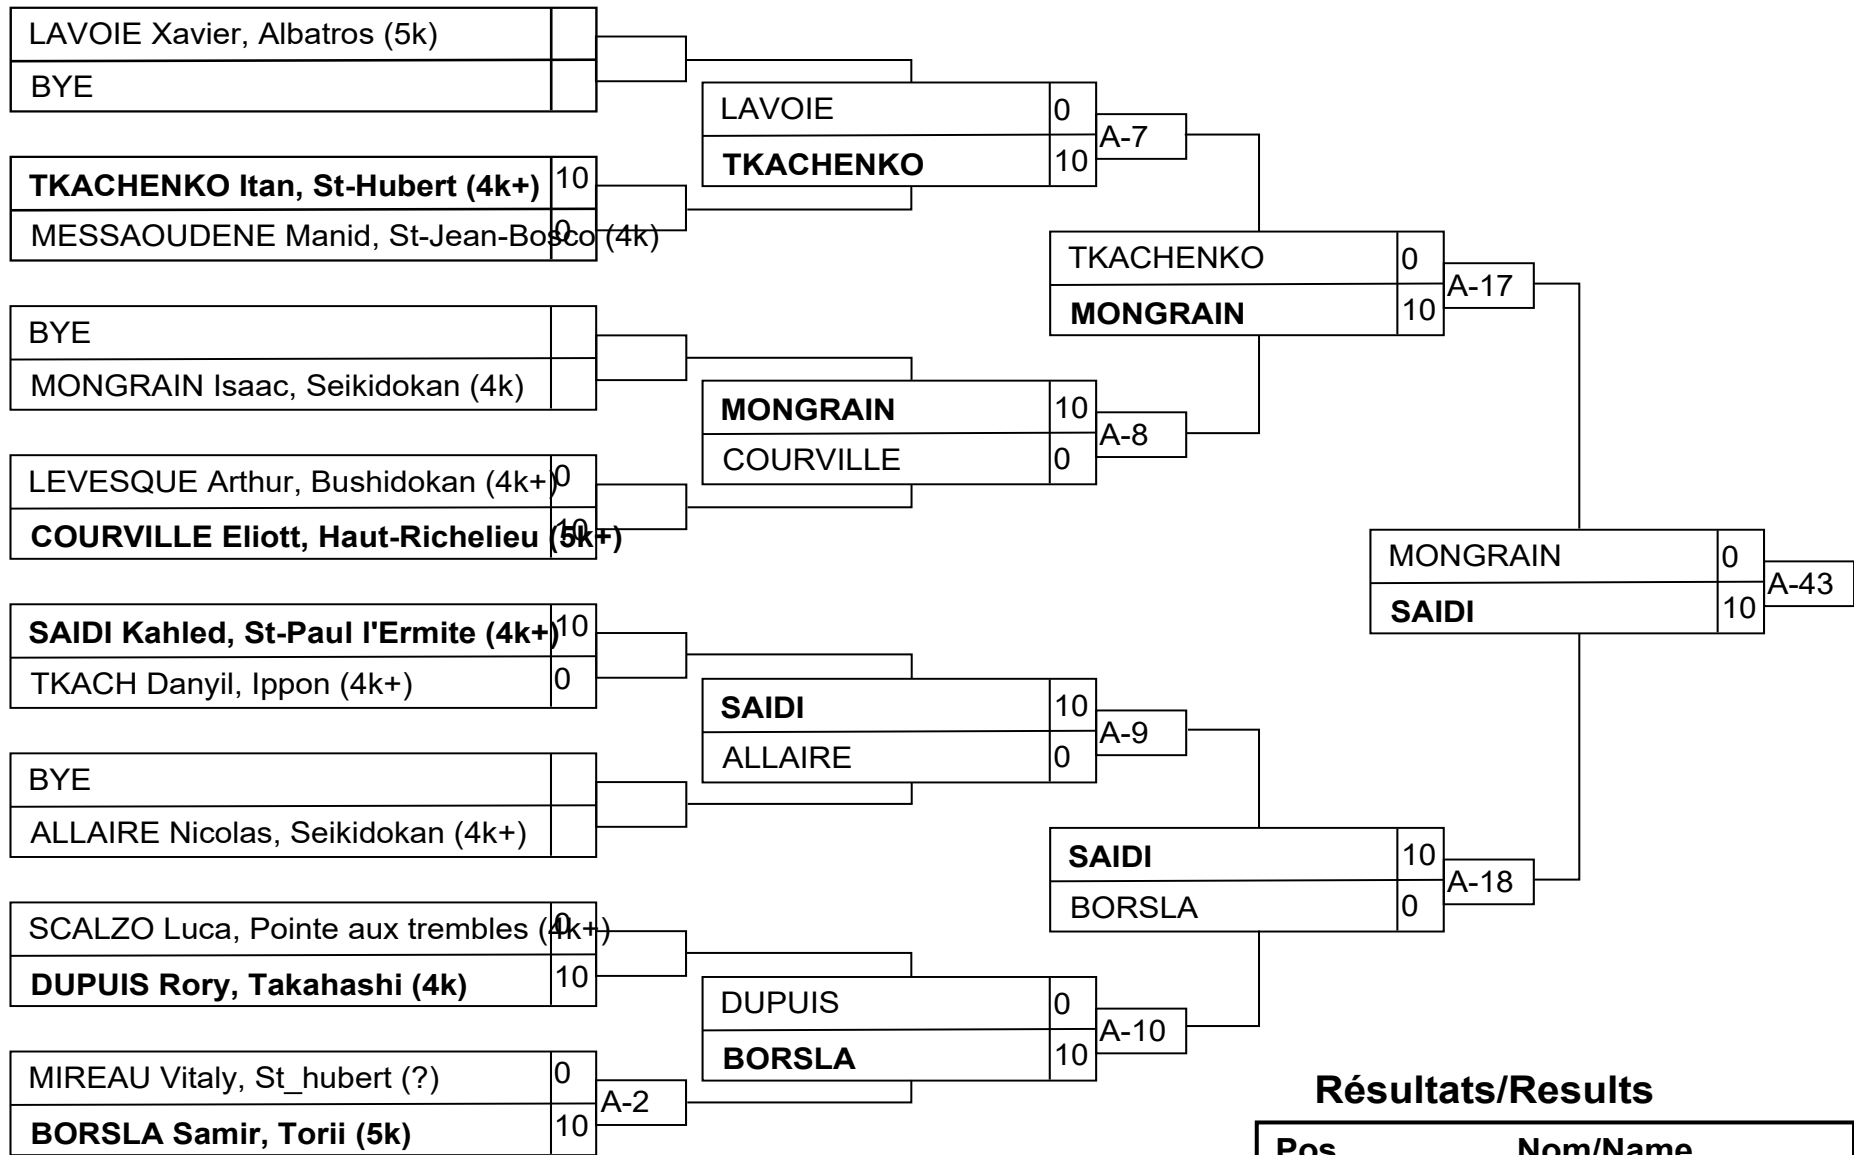 LAVOIE Xavier, Albatros (5k)
BYE
TKACHENKO Itan, St-Hubert (4k+) 10
MESSAOUDENE Manid, St-Jean-Bosco (4k) 0
BYE
MONGRAIN Isaac, Seikidokan (4k)
LEVESQUE Arthur, Bushidokan (4k+) 0
COURVILLE Eliott, Haut-Richelieu (5k+) 10
SAIDI Kahled, St-Paul l'Ermite (4k+) 10
TKACH Danyil, Ippon (4k+) 0
BYE
ALLAIRE Nicolas, Seikidokan (4k+)
SCALZO Luca, Pointe aux trembles (4k+) 0
DUPUIS Rory, Takahashi (4k) 10
MIREAU Vitaly, St_hubert (?) 0
BORSLA Samir, Torii (5k) 10
A-2
LAVOIE 0
TKACHENKO 10
A-7
MONGRAIN 10
COURVILLE 0
A-8
SAIDI 10
ALLAIRE 0
A-9
DUPUIS 0
BORSLA 10
A-10
TKACHENKO 0
MONGRAIN 10
A-17
SAIDI 10
BORSLA 0
A-18
MONGRAIN 0
SAIDI 10
A-43
Résultats/Results
Pos Nom/Name